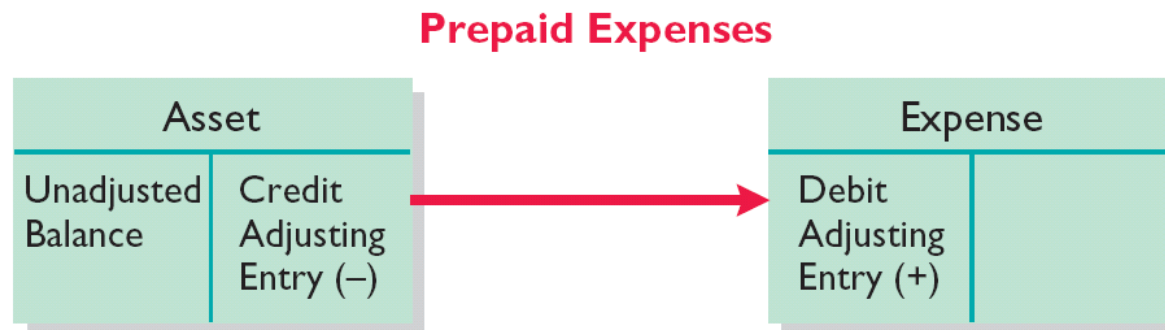 Prepaid Expenses
Asset
Unadjusted
Balance
Credit
Adjusting
Entry (–)
Expense
Debit
Adjusting
Entry (+)